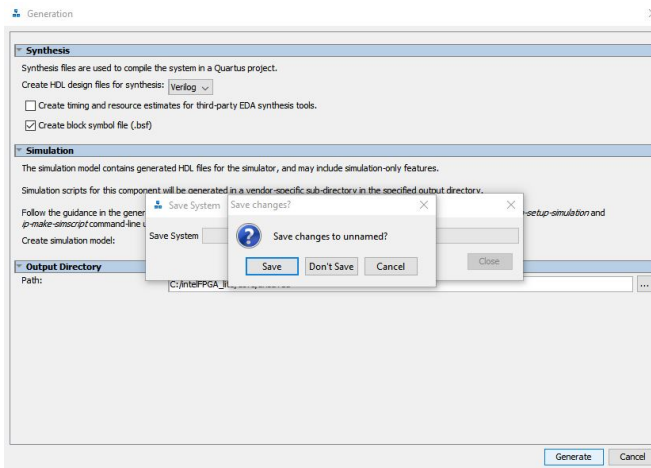 Generation
Synthesis
Synthesis files are used to compile the system in a Quartus project.
Create HDL design files for synthesis: Verilog
Create timing and resource estimates for third-party EDA synthesis tools.
Create block symbol file (.bsf)
Simulation
The simulation model contains generated HDL files for the simulator, and may include simulation-only features.
Simulation scripts for this component will be generated in a vendor-specific sub-directory in the specified output directory.
Save System Save changes?
Follow the guidance in the gener -setup-simulation and
ip-make-simscript command-line
Save System Save changes to unnamed?
Create simulation model:
Save Don't Save Cancel Close
Output Directory
Path:
C:/intelFPGA_lit
...
Generate Cancel